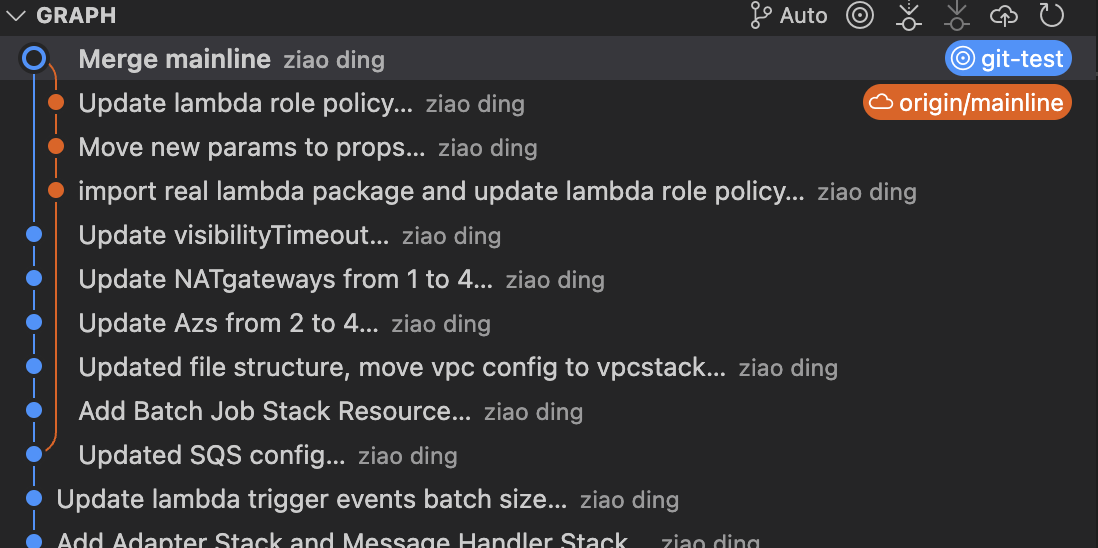 GRAPH Auto
Merge mainline ziao ding git-test
Update lambda role policy... ziao ding origin/mainline
Move new params to props... ziao ding
import real lambda package and update lambda role policy... ziao ding
Update visibilityTimeout... ziao ding
Update NATgateways from 1 to 4... ziao ding
Update Azs from 2 to 4... ziao ding
Updated file structure, move vpc config to vpcstack... ziao ding
Add Batch Job Stack Resource... ziao ding
Updated SQS config... ziao ding
Update lambda trigger events batch size... ziao ding
Add Adapter Stack and Message Handler Stack... ziao ding